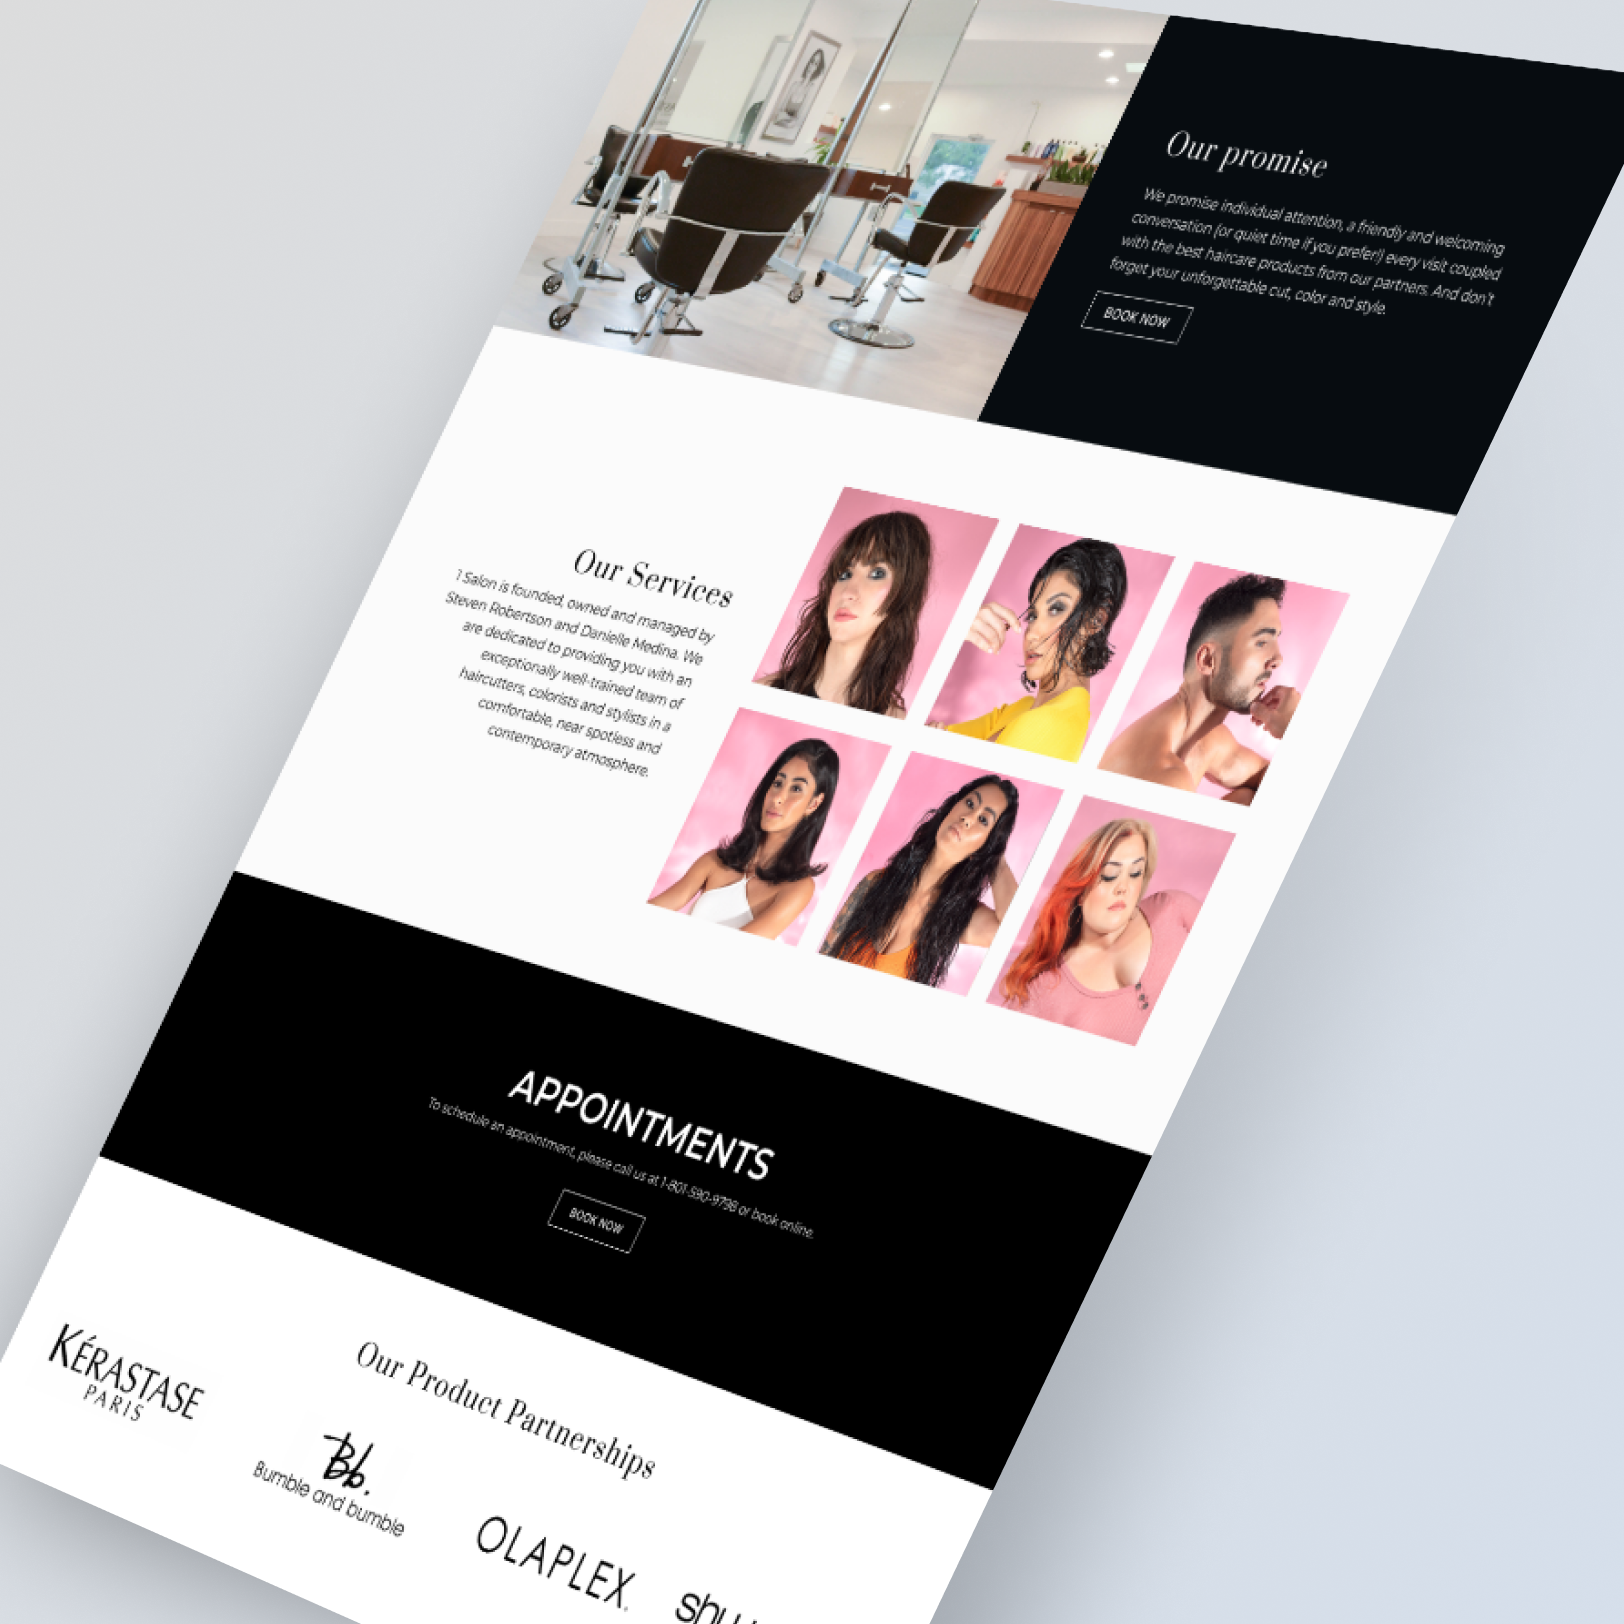 Our promise
We promise individual attention, a friendly and welcoming
conversation (or quiet time if you prefer!) every visit coupled
with the best haircare products from our partners. And don't
forget your unforgettable cut, color and style.
BOOK NOW
Our Services
1 Salon is founded, owned and managed by
Steven Robertson and Danielle Medina. We
are dedicated to providing you with an
exceptionally well-trained team of
haircutters, colorists and stylists in a
comfortable, near spotless and
contemporary atmosphere.
APPOINTMENTS
To schedule an appointment, please call us at 1-801-590-9798 or book online.
BOOK NOW
Our Product Partnerships
KÉRASTASE
PARIS
Bb.
Bumble and bumble
OLAPLEX.